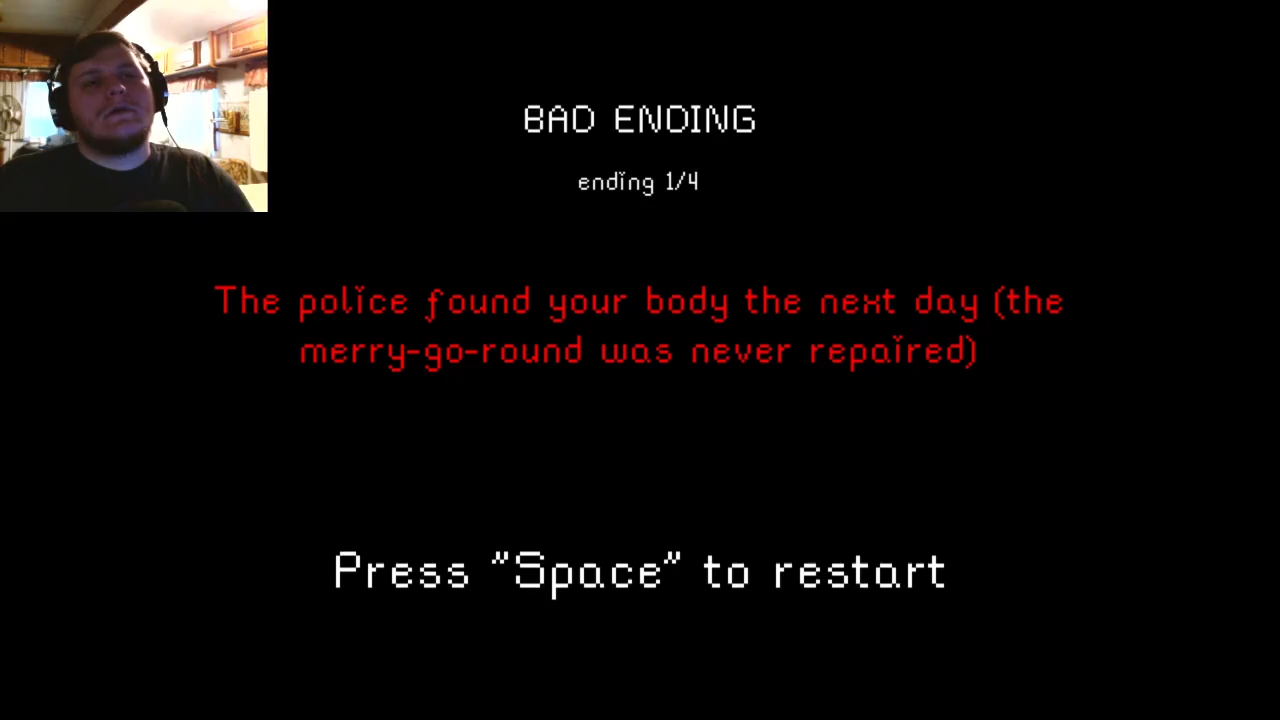 BAD ENDING
ending 1/4
The police found your body the next day (the
merry-go-round was never repaired)
Press "Space" to restart